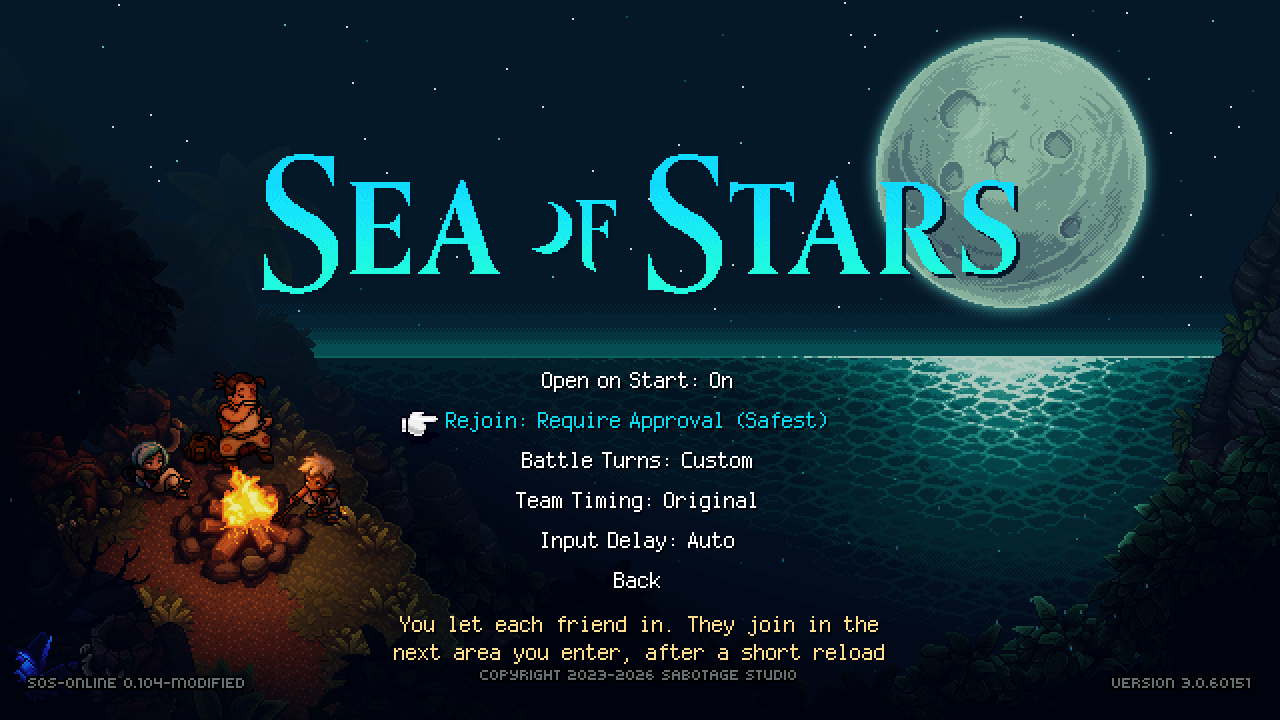 SEA OF STARS
Open on Start: On
Rejoin: Require Approval (Safest)
Battle Turns: Custom
Team Timing: Original
Input Delay: Auto
Back
You let each friend in. They join in the
next area you enter, after a short reload
COPYRIGHT 2023-2026 SABOTAGE STUDIO
SOS-ONLINE 0.104-MODIFIED
VERSION 3.0.60151